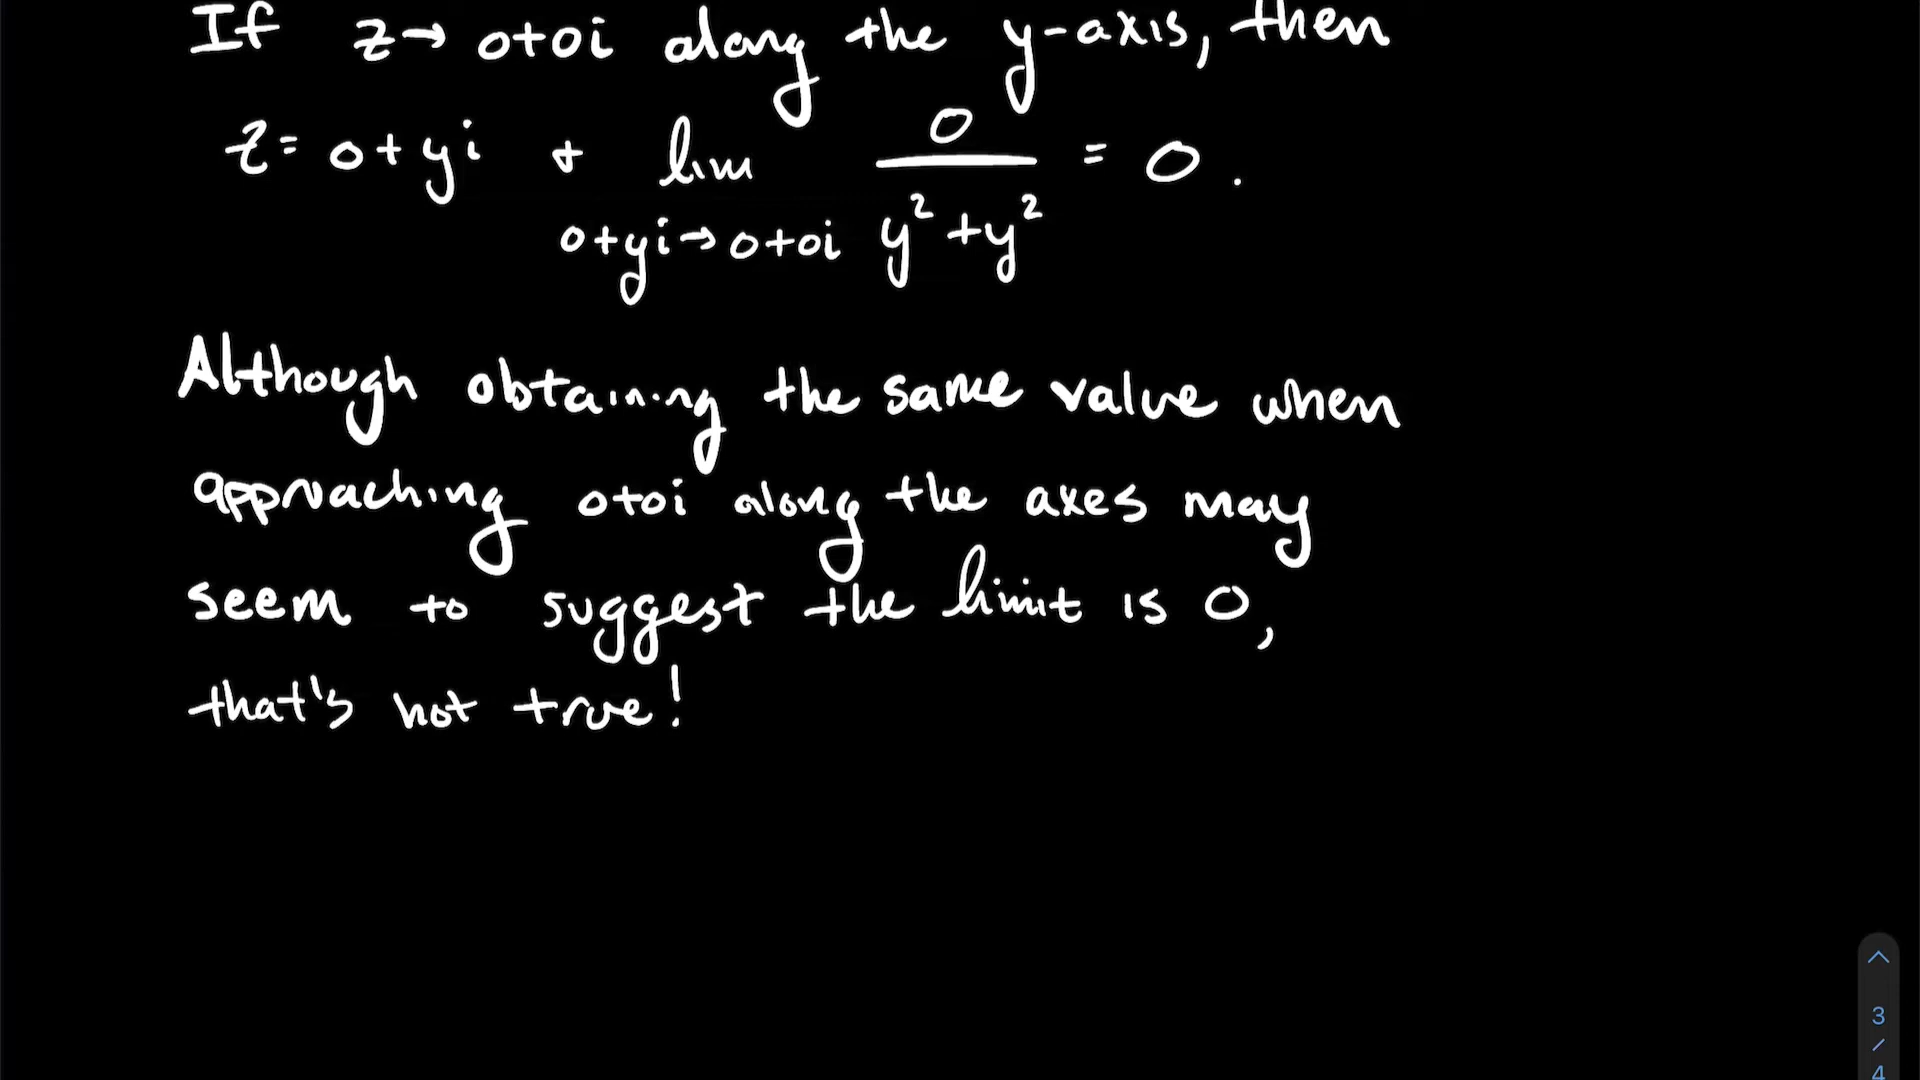 If z→0+0i along the y-axis, then
z=0+yi & lim 0/(y²+y²) = 0.
0+yi→0+0i
Although obtaining the same value when
approaching 0+0i along the axes may
seem to suggest the limit is 0,
that's not true!
3
/
4